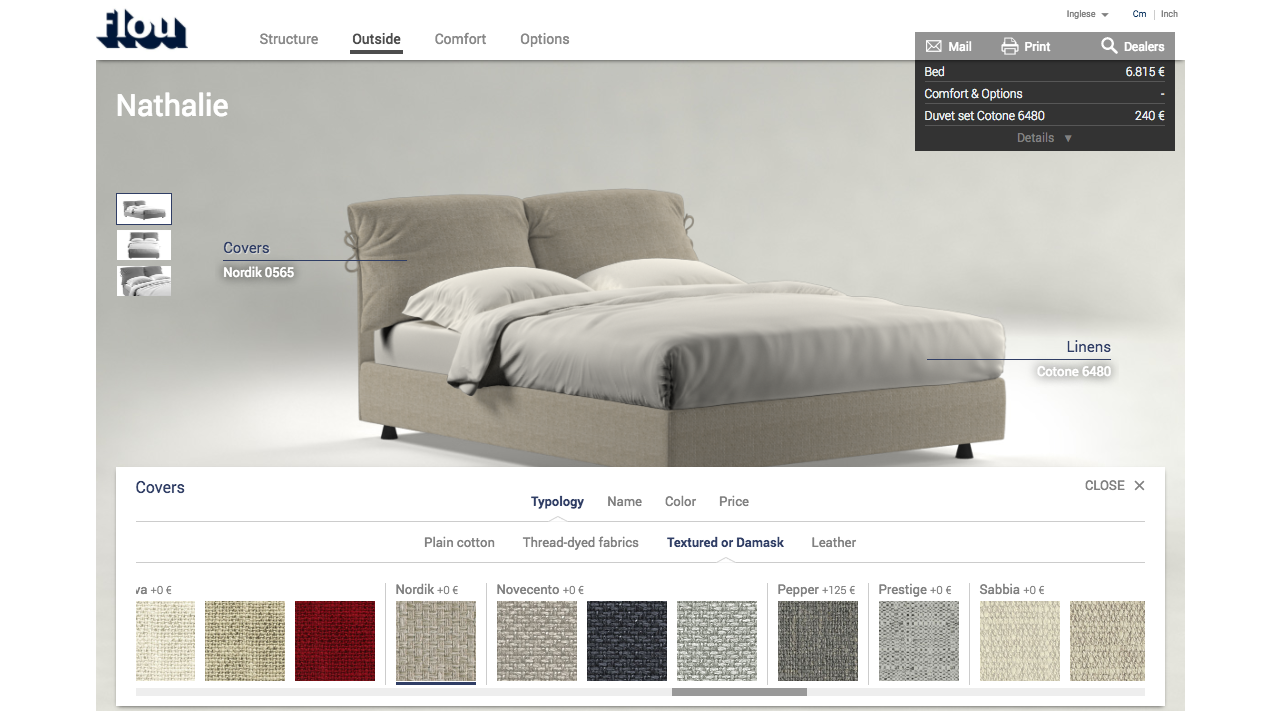 flou
Inglese
Cm | Inch
Structure
Outside
Comfort
Options
Mail
Print
Dealers
Bed 6.815 €
Comfort & Options -
Duvet set Cotone 6480 240 €
Details ▼
Nathalie
Covers
Nordik 0565
Linens
Cotone 6480
Covers
CLOSE ✕
Typology Name Color Price
Plain cotton Thread-dyed fabrics Textured or Damask Leather
va +0 € Nordik +0 € Novecento +0 € Pepper +125 € Prestige +0 € Sabbia +0 €